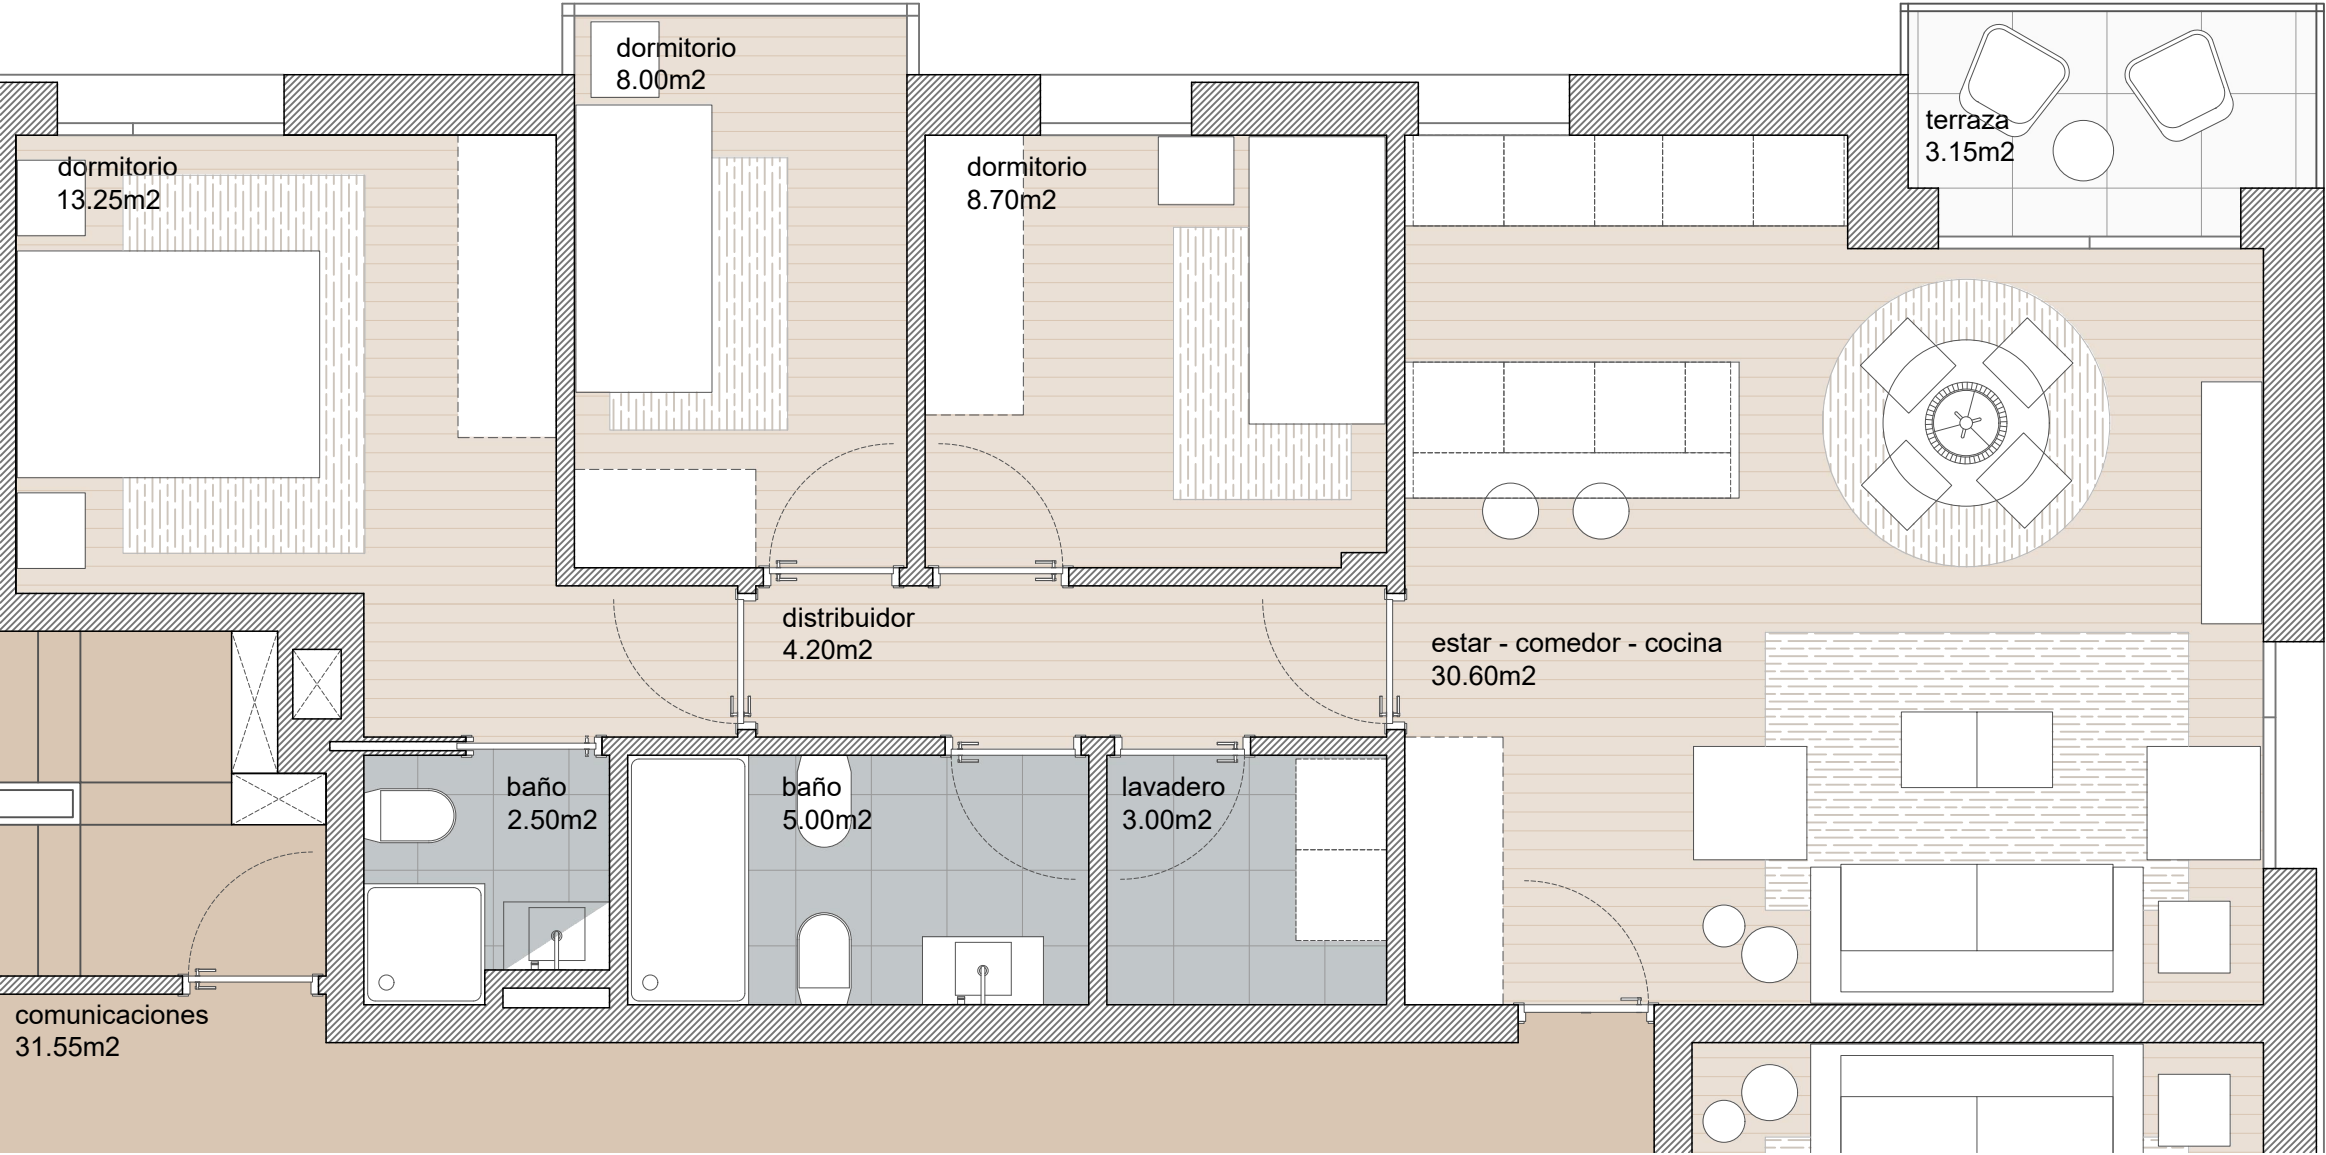 dormitorio
8.00m2
terraza
3.15m2
dormitorio
13.25m2
dormitorio
8.70m2
distribuidor
4.20m2
estar - comedor - cocina
30.60m2
baño
2.50m2
baño
5.00m2
lavadero
3.00m2
comunicaciones
31.55m2